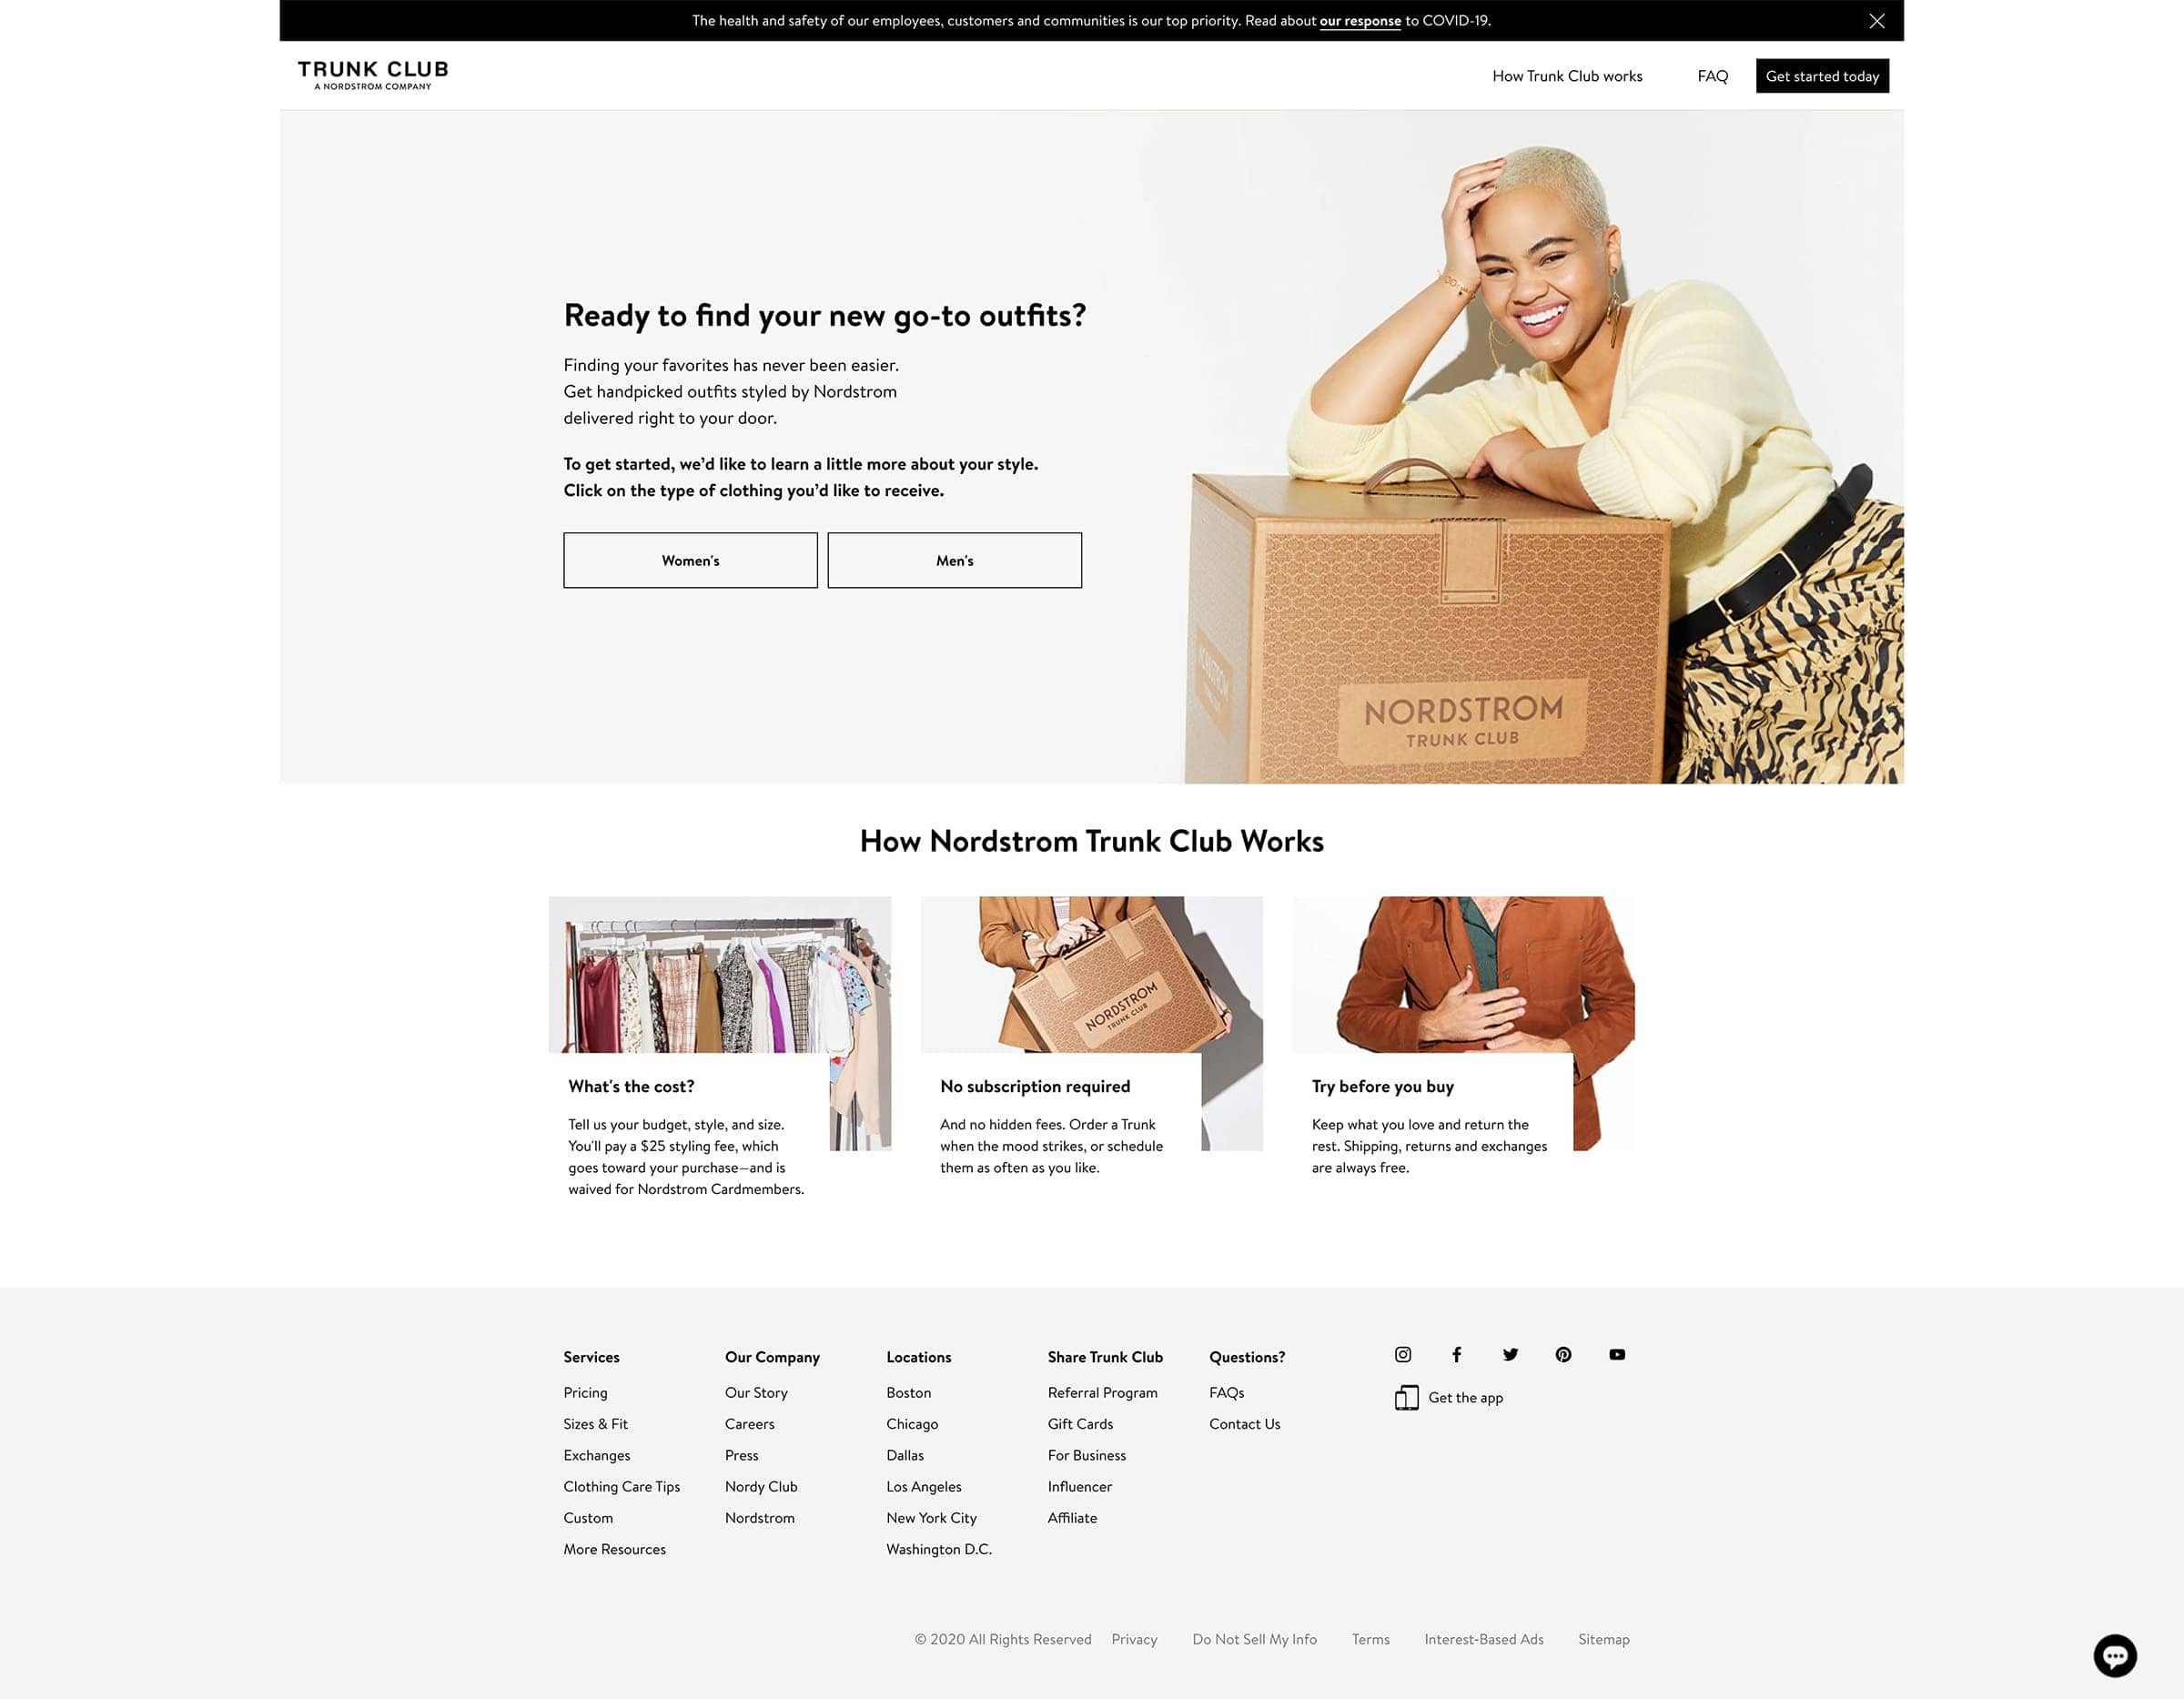 The health and safety of our employees, customers and communities is our top priority. Read about our response to COVID-19.
TRUNK CLUB
A NORDSTROM COMPANY
How Trunk Club works
FAQ
Get started today
Ready to find your new go-to outfits?
Finding your favorites has never been easier.
Get handpicked outfits styled by Nordstrom
delivered right to your door.
To get started, we’d like to learn a little more about your style.
Click on the type of clothing you’d like to receive.
Women's
Men's
NORDSTROM
TRUNK CLUB
NORDSTROM
TRUNK CLUB
How Nordstrom Trunk Club Works
NORDSTROM
TRUNK CLUB
What's the cost?
Tell us your budget, style, and size.
You'll pay a $25 styling fee, which
goes toward your purchase—and is
waived for Nordstrom Cardmembers.
No subscription required
And no hidden fees. Order a Trunk
when the mood strikes, or schedule
them as often as you like.
Try before you buy
Keep what you love and return the
rest. Shipping, returns and exchanges
are always free.
Services
Pricing
Sizes & Fit
Exchanges
Clothing Care Tips
Custom
More Resources
Our Company
Our Story
Careers
Press
Nordy Club
Nordstrom
Locations
Boston
Chicago
Dallas
Los Angeles
New York City
Washington D.C.
Share Trunk Club
Referral Program
Gift Cards
For Business
Influencer
Affiliate
Questions?
FAQs
Contact Us
Get the app
© 2020 All Rights Reserved
Privacy
Do Not Sell My Info
Terms
Interest-Based Ads
Sitemap